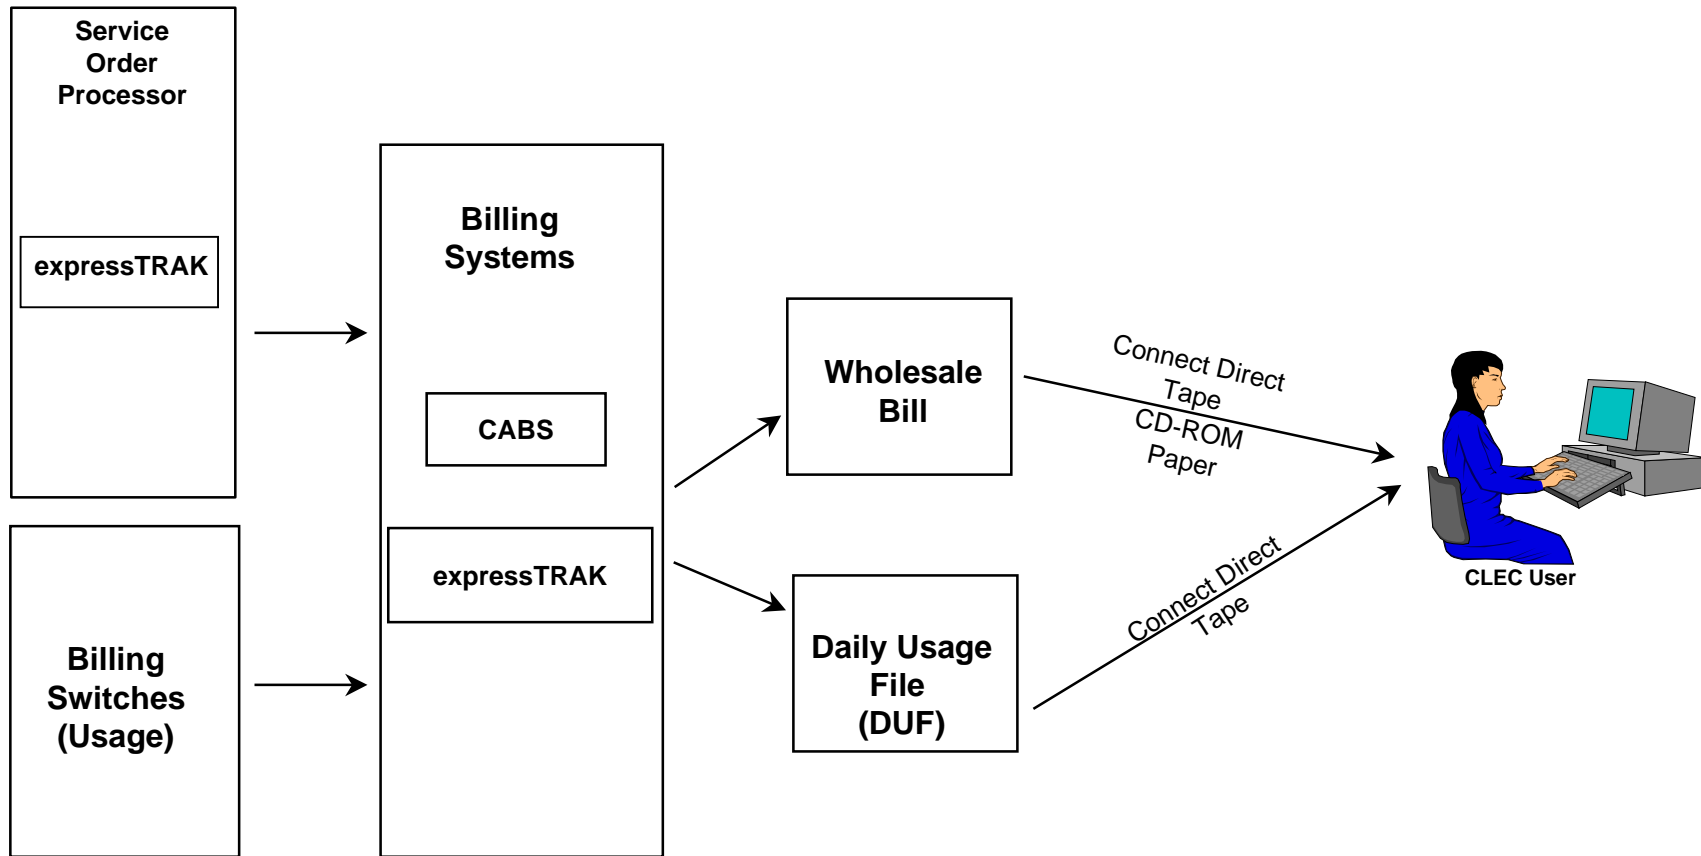 Service
Order
Processor
expressTRAK
Billing
Switches
(Usage)
Billing
Systems
CABS
expressTRAK
Wholesale
Bill
Daily Usage
File
(DUF)
Connect Direct
Tape
CD-ROM
Paper
Connect Direct
Tape
CLEC User